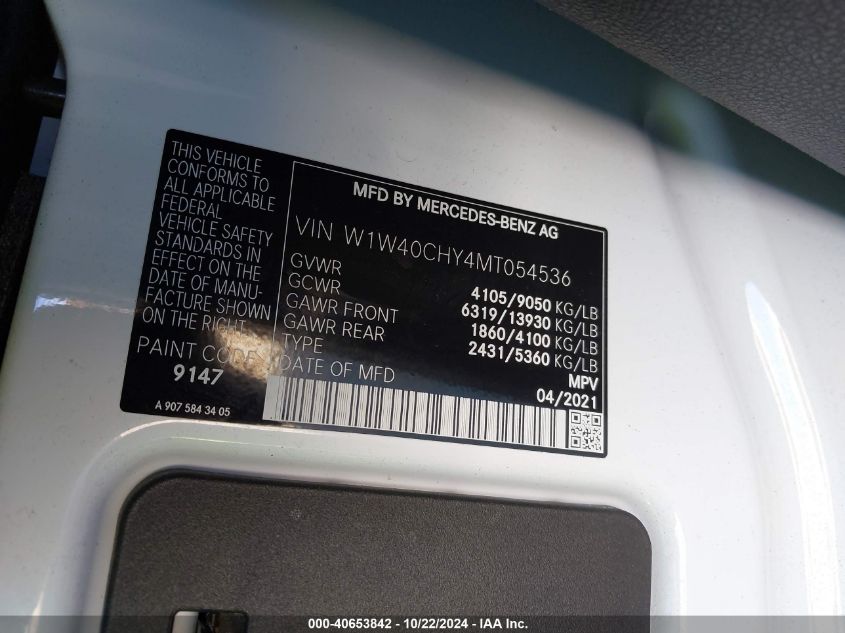 THIS VEHICLE
CONFORMS TO
ALL APPLICABLE
FEDERAL
VEHICLE SAFETY
STANDARDS IN
EFFECT ON THE
DATE OF MANU-
FACTURE SHOWN
ON THE RIGHT
PAINT CODE
9147
A 907 584 34 05
MFD BY MERCEDES-BENZ AG
VIN W1W40CHY4MT054536
GVWR 4105/9050 KG/LB
GCWR 6319/13930 KG/LB
GAWR FRONT 1860/4100 KG/LB
GAWR REAR 2431/5360 KG/LB
TYPE MPV
DATE OF MFD 04/2021
000-40653842 - 10/22/2024 - IAAI.com